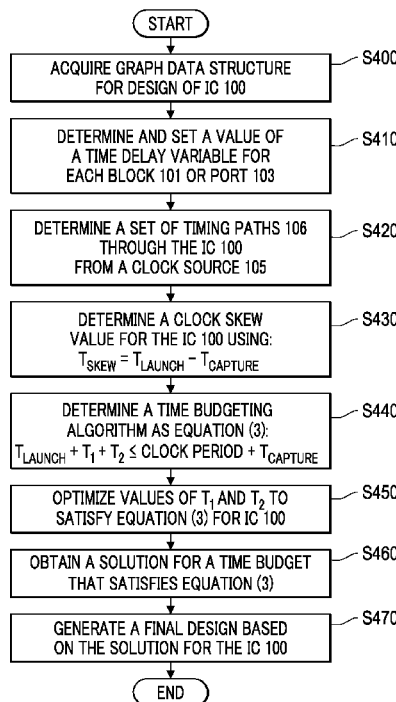 START
ACQUIRE GRAPH DATA STRUCTURE
FOR DESIGN OF IC 100
S400
DETERMINE AND SET A VALUE OF
A TIME DELAY VARIABLE FOR
EACH BLOCK 101 OR PORT 103
S410
DETERMINE A SET OF TIMING PATHS 106
THROUGH THE IC 100
FROM A CLOCK SOURCE 105
S420
DETERMINE A CLOCK SKEW
VALUE FOR THE IC 100 USING:
T_SKEW = T_LAUNCH – T_CAPTURE
S430
DETERMINE A TIME BUDGETING
ALGORITHM AS EQUATION (3):
T_LAUNCH + T_1 + T_2 ≤ CLOCK PERIOD + T_CAPTURE
S440
OPTIMIZE VALUES OF T_1 AND T_2 TO
SATISFY EQUATION (3) FOR IC 100
S450
OBTAIN A SOLUTION FOR A TIME BUDGET
THAT SATISFIES EQUATION (3)
S460
GENERATE A FINAL DESIGN BASED
ON THE SOLUTION FOR THE IC 100
S470
END